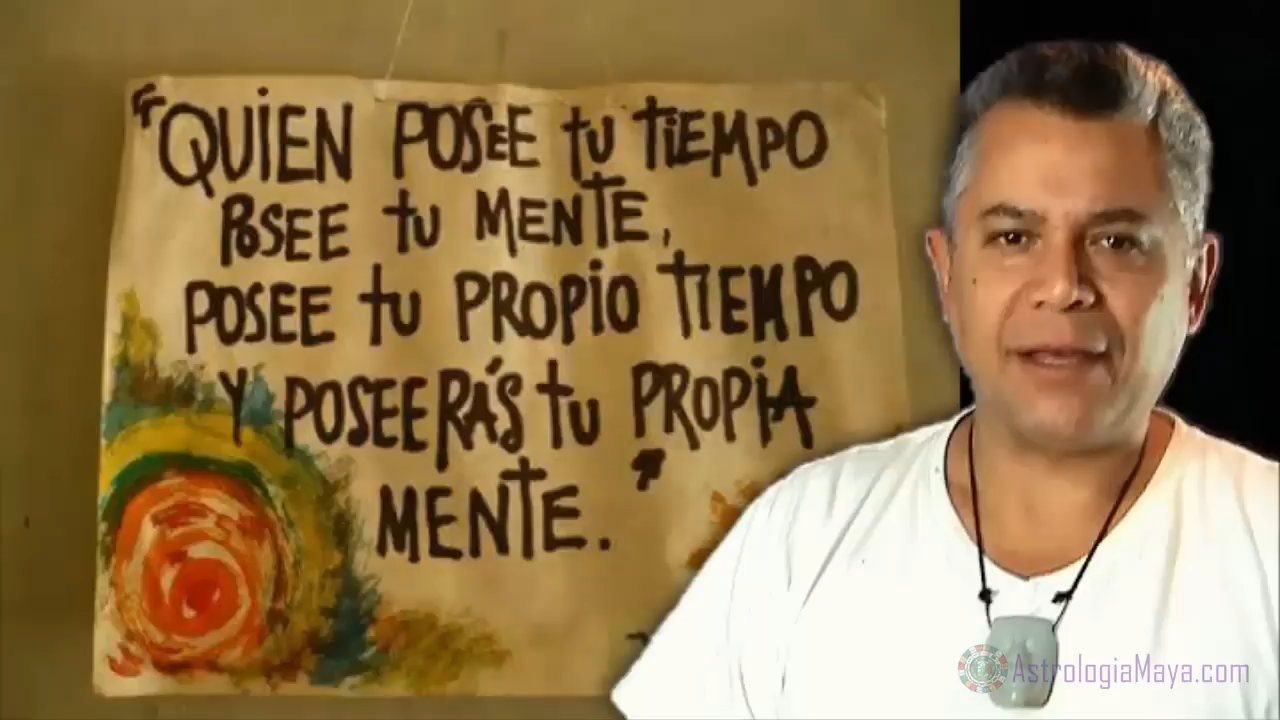 "QUiEN POSEE tu TiEMPO
POSEE tu MENTE,
POSEE tu PROPiO TIEMPO
Y POSEERÁS tu PROPiA
MENTE."
AstrologiaMaya.com